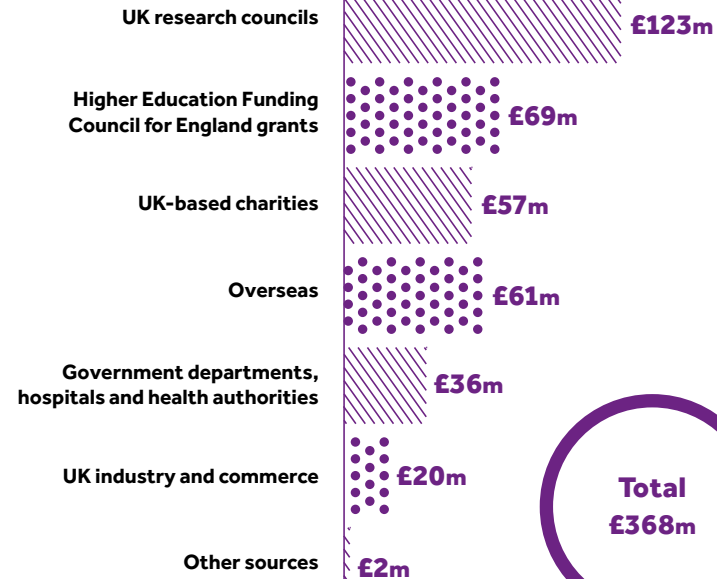 UK research councils
£123m
Higher Education Funding
Council for England grants
£69m
UK-based charities
£57m
Overseas
£61m
Government departments,
hospitals and health authorities
£36m
UK industry and commerce
£20m
Other sources
£2m
Total
£368m